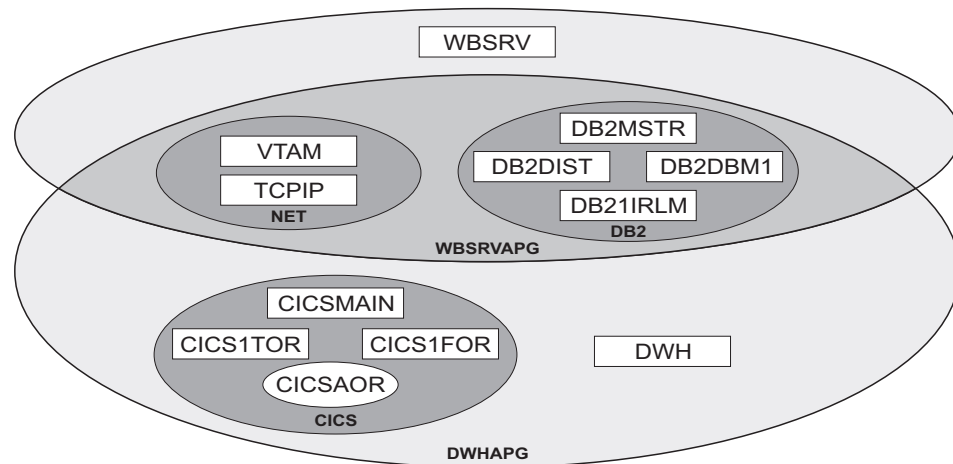 WBSRV
VTAM
TCPIP
NET
DB2MSTR
DB2DIST
DB2DBM1
DB21IRLM
DB2
WBSRVAPG
CICSMAIN
CICS1TOR
CICS1FOR
CICSAOR
CICS
DWH
DWHAPG